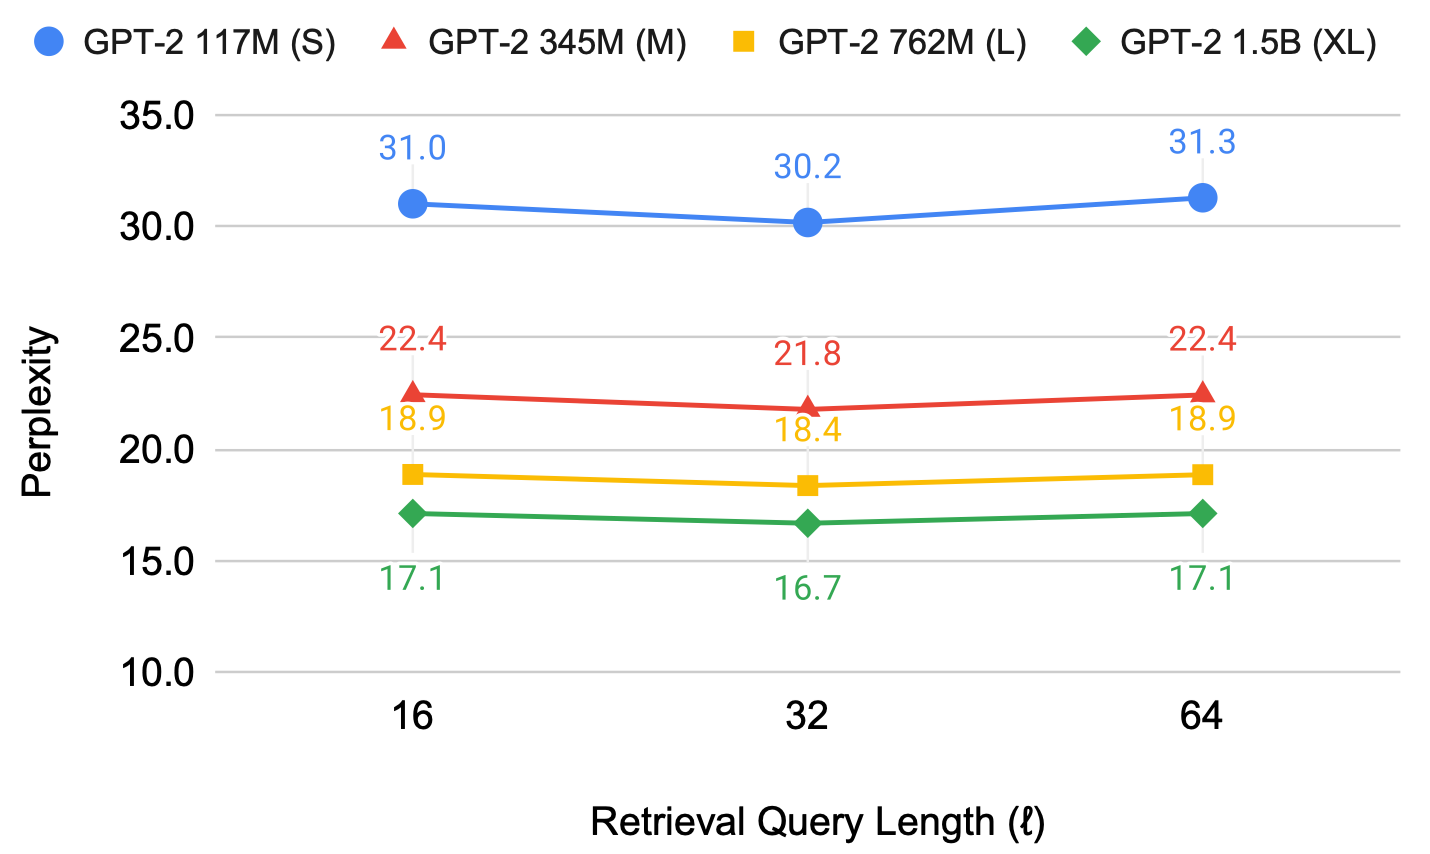 GPT-2 117M (S) GPT-2 345M (M) GPT-2 762M (L) GPT-2 1.5B (XL)
35.0
31.0 30.2 31.3
30.0
25.0
22.4 21.8 22.4
18.9 18.4 18.9
20.0
15.0
17.1 16.7 17.1
10.0
Perplexity
16 32 64
Retrieval Query Length (ℓ)